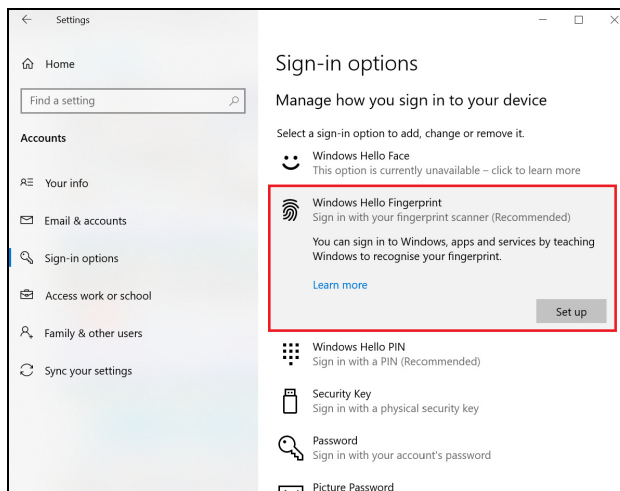 Settings
Home
Find a setting
Accounts
Your info
Email & accounts
Sign-in options
Access work or school
Family & other users
Sync your settings
Sign-in options
Manage how you sign in to your device
Select a sign-in option to add, change or remove it.
Windows Hello Face
This option is currently unavailable – click to learn more
Windows Hello Fingerprint
Sign in with your fingerprint scanner (Recommended)
You can sign in to Windows, apps and services by teaching
Windows to recognise your fingerprint.
Learn more
Set up
Windows Hello PIN
Sign in with a PIN (Recommended)
Security Key
Sign in with a physical security key
Password
Sign in with your account's password
Picture Password